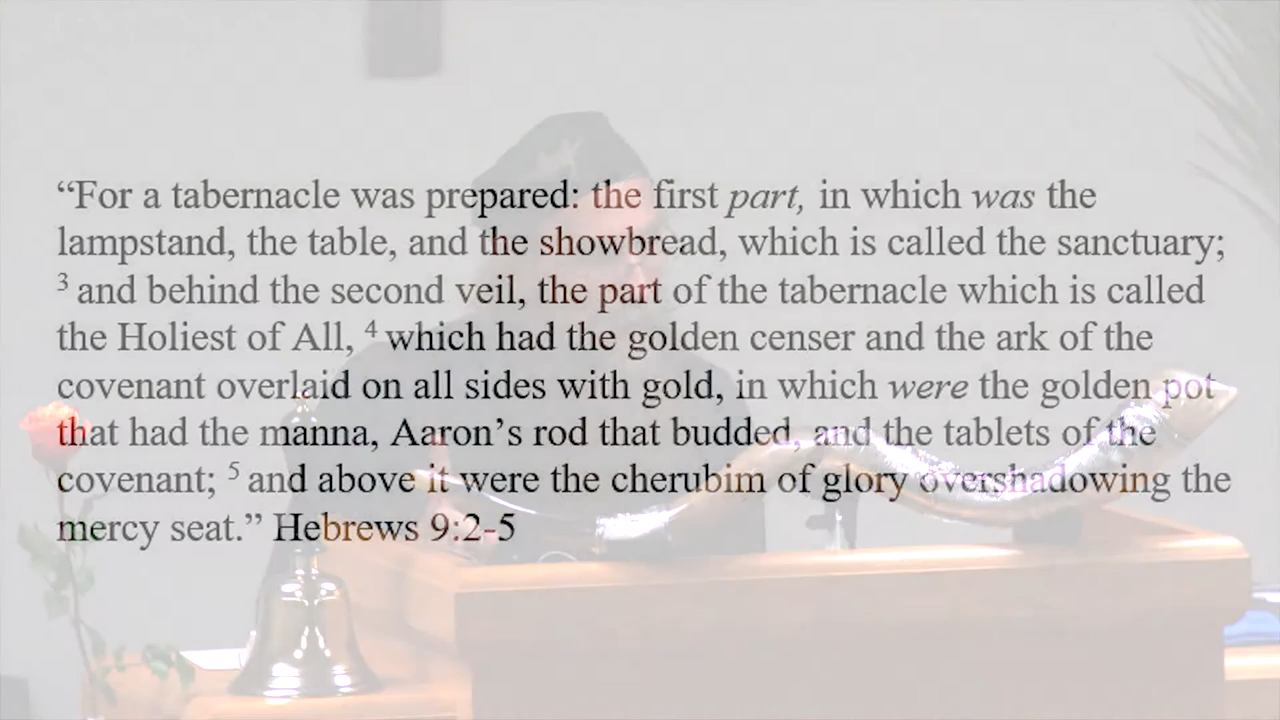 “For a tabernacle was prepared: the first part, in which was the
lampstand, the table, and the showbread, which is called the sanctuary;
3 and behind the second veil, the part of the tabernacle which is called
the Holiest of All, 4 which had the golden censer and the ark of the
covenant overlaid on all sides with gold, in which were the golden pot
that had the manna, Aaron’s rod that budded, and the tablets of the
covenant; 5 and above it were the cherubim of glory overshadowing the
mercy seat.” Hebrews 9:2-5